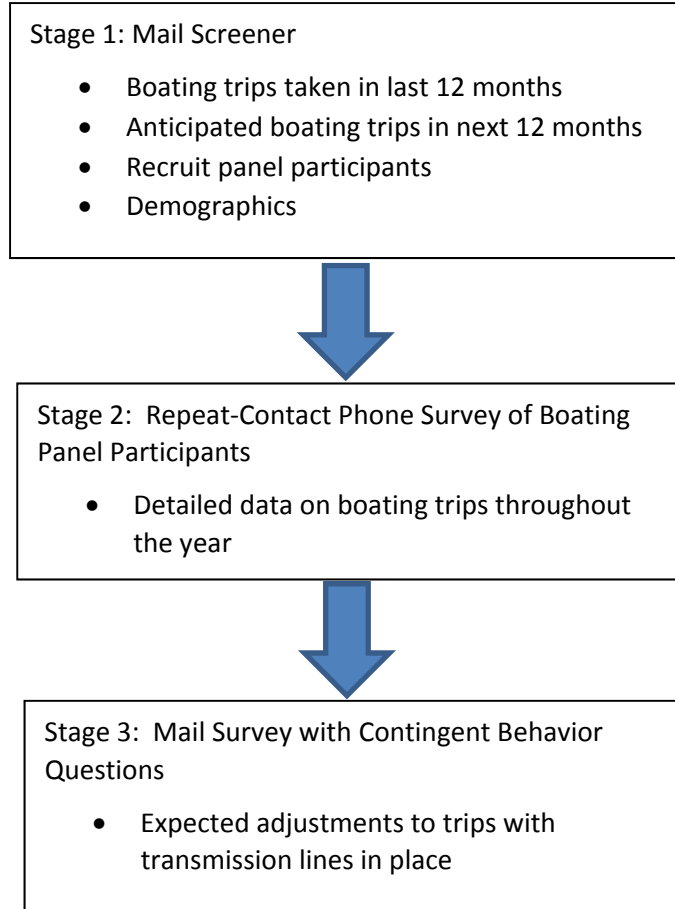 Stage 1: Mail Screener
• Boating trips taken in last 12 months
• Anticipated boating trips in next 12 months
• Recruit panel participants
• Demographics
Stage 2:  Repeat-Contact Phone Survey of Boating
Panel Participants
• Detailed data on boating trips throughout
the year
Stage 3:  Mail Survey with Contingent Behavior
Questions
• Expected adjustments to trips with
transmission lines in place